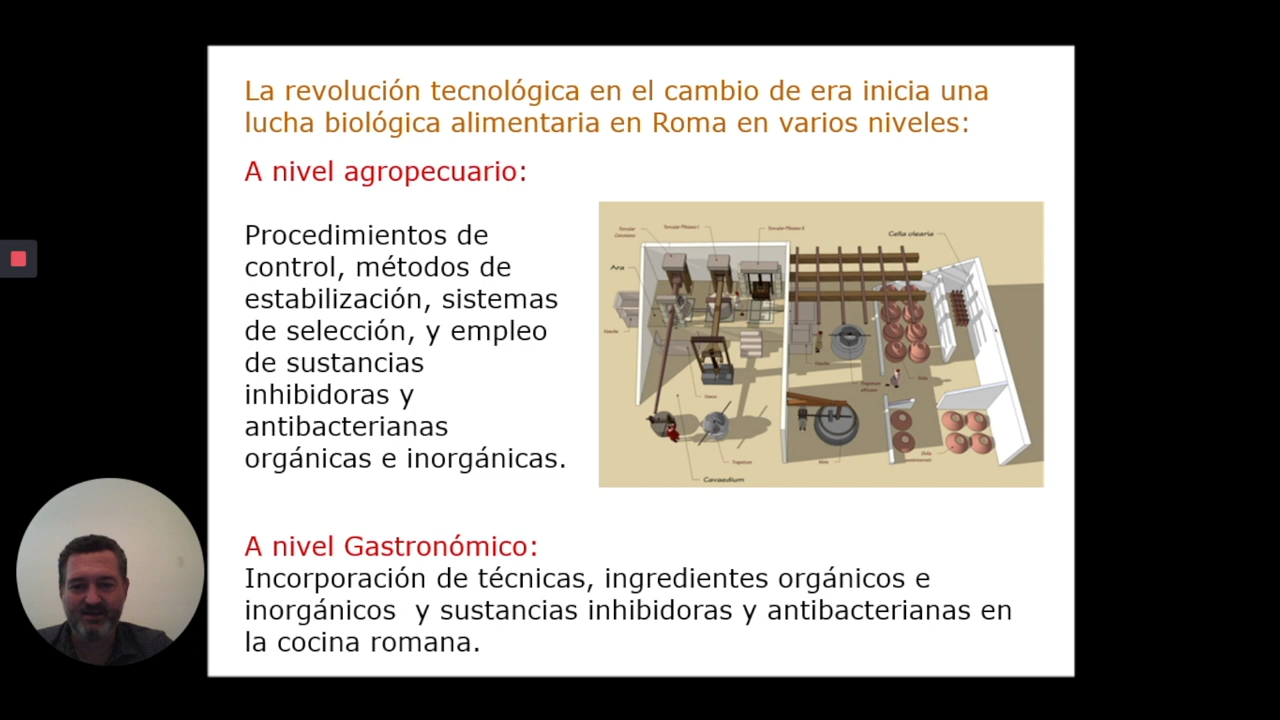 La revolución tecnológica en el cambio de era inicia una
lucha biológica alimentaria en Roma en varios niveles:
A nivel agropecuario:
Procedimientos de
control, métodos de
estabilización, sistemas
de selección, y empleo
de sustancias
inhibidoras y
antibacterianas
orgánicas e inorgánicas.
Cella olearia
Ara
Cavaedium
A nivel Gastronómico:
Incorporación de técnicas, ingredientes orgánicos e
inorgánicos y sustancias inhibidoras y antibacterianas en
la cocina romana.